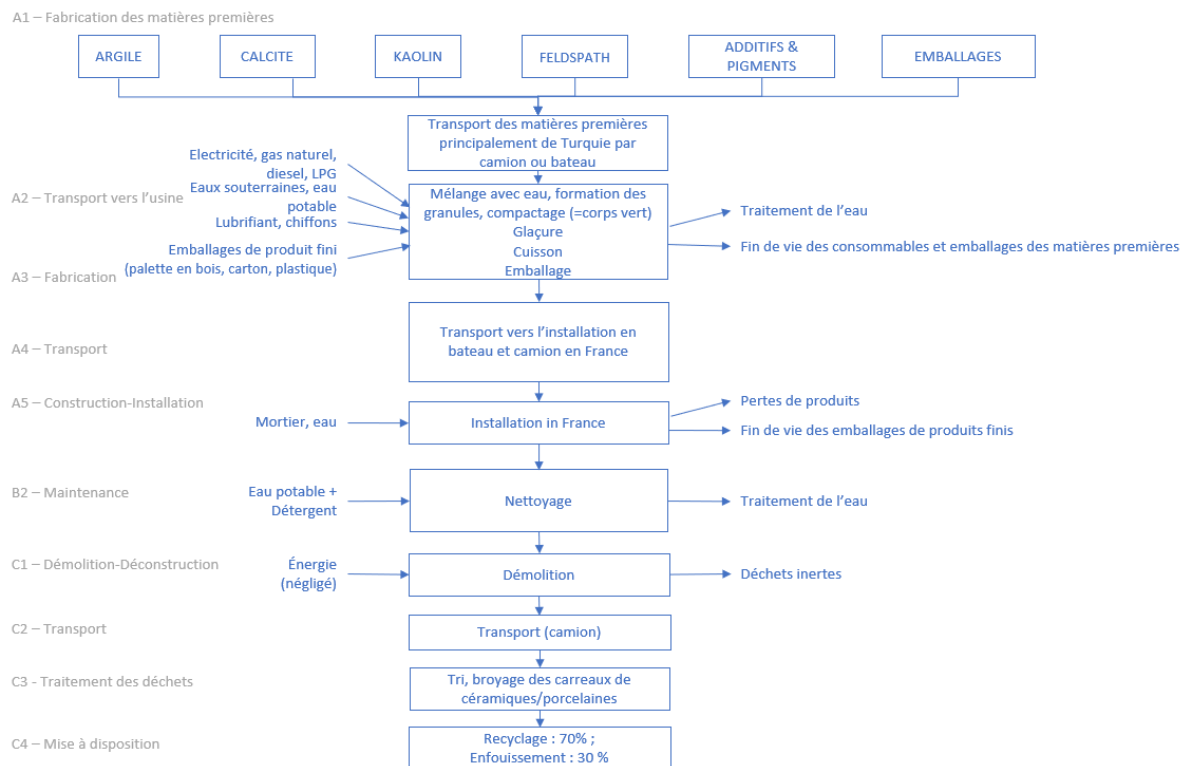 A1 – Fabrication des matières premières
ARGILE
CALCITE
KAOLIN
FELDSPATH
ADDITIFS &
PIGMENTS
EMBALLAGES
Transport des matières premières
principalement de Turquie par
camion ou bateau
Electricité, gas naturel,
diesel, LPG
A2 – Transport vers l'usine
Eaux souterraines, eau
potable
Lubrifiant, chiffons
Emballages de produit fini
(palette en bois, carton, plastique)
Mélange avec eau, formation des
granules, compactage (=corps vert)
Glaçure
Cuisson
Emballage
Traitement de l'eau
Fin de vie des consommables et emballages des matières premières
A3 – Fabrication
A4 – Transport
Transport vers l'installation en
bateau et camion en France
A5 – Construction-Installation
Mortier, eau
Installation in France
Pertes de produits
Fin de vie des emballages de produits finis
B2 – Maintenance
Eau potable +
Détergent
Nettoyage
Traitement de l'eau
C1 – Démolition-Déconstruction
Énergie
(négligé)
Démolition
Déchets inertes
C2 – Transport
Transport (camion)
C3 - Traitement des déchets
Tri, broyage des carreaux de
céramiques/porcelaines
C4 – Mise à disposition
Recyclage : 70% ;
Enfouissement : 30 %